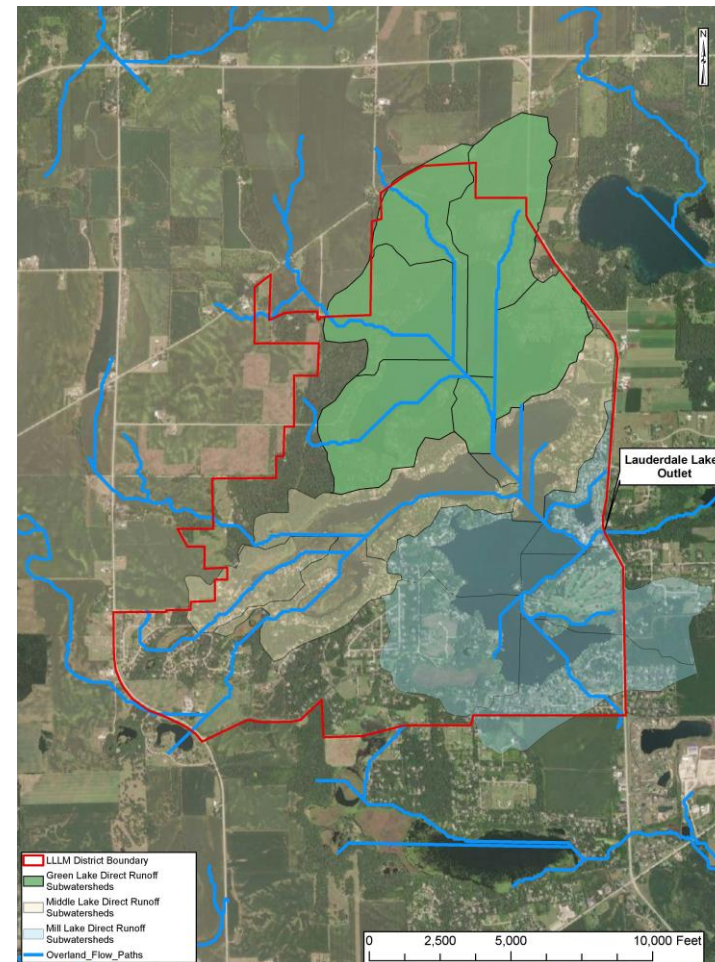 N
Lauderdale Lake
Outlet
LLLM District Boundary
Green Lake Direct Runoff
Subwatersheds
Middle Lake Direct Runoff
Subwatersheds
Mill Lake Direct Runoff
Subwatersheds
Overland_Flow_Paths
0 2,500 5,000 10,000 Feet